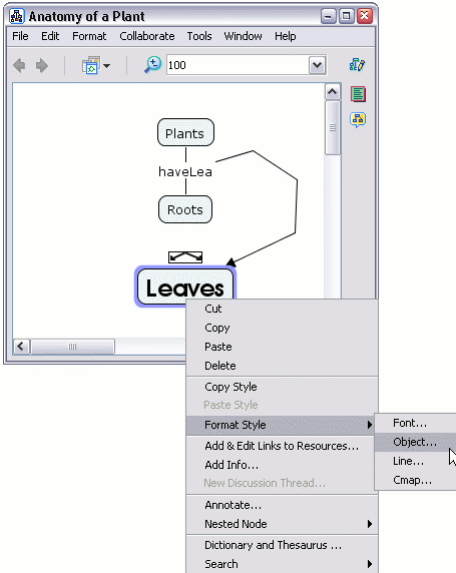 Anatomy of a Plant
File Edit Format Collaborate Tools Window Help
100
Plants
haveLea
Roots
Leaves
Cut
Copy
Paste
Delete
Copy Style
Paste Style
Format Style
Font...
Object...
Add & Edit Links to Resources...
Line...
Add Info...
Cmap...
New Discussion Thread...
Annotate...
Nested Node
Dictionary and Thesaurus ...
Search